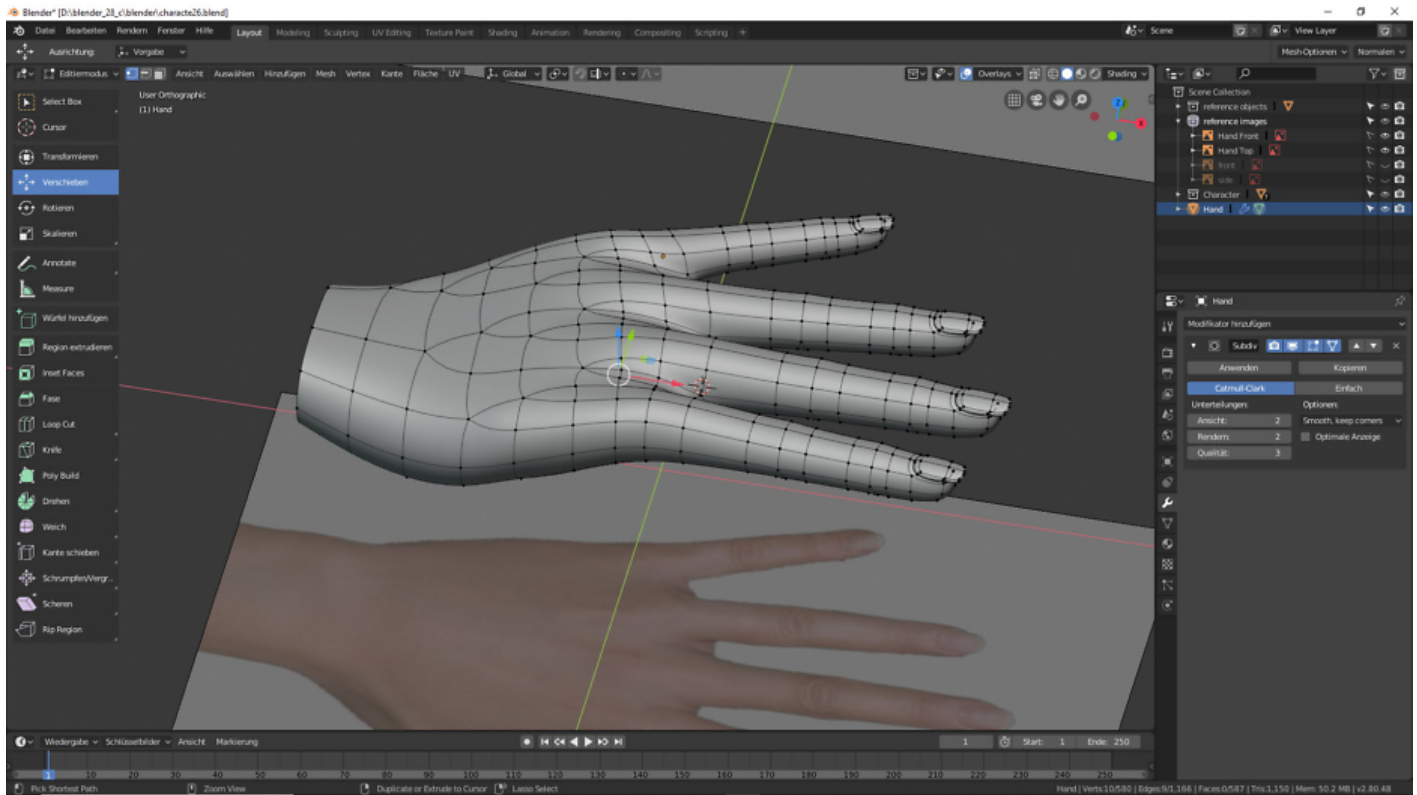 Blender* [D:\blender_28_c\blender\characte26.blend]
Datei Bearbeiten Rendern Fenster Hilfe Layout Modeling Sculpting UV Editing Texture Paint Shading Animation Rendering Compositing Scripting + Scene View Layer
Ausrichtung: Vorgabe Mesh-Optionen Normalen
Editiermodus Ansicht Auswählen Hinzufügen Mesh Vertex Kante Fläche UV Global Overlays Shading
User Orthographic
(1) Hand
Select Box
Cursor
Transformieren
Verschieben
Rotieren
Skalieren
Annotate
Measure
Würfel hinzufügen
Region extrudieren
Inset Faces
Fase
Loop Cut
Knife
Poly Build
Drehen
Weich
Kante schieben
Schrumpfen/Vergr...
Scheren
Rip Region
Z
X
Scene Collection
reference objects
reference images
Hand Front
Hand Top
front
side
Character
Hand
Hand
Modifikator hinzufügen
Subdiv
Anwenden Kopieren
Catmull-Clark Einfach
Unterteilungen: Optionen:
Ansicht: 2 Smooth, keep corners
Rendern: 2 Optimale Anzeige
Qualität: 3
Wiedergabe Schlüsselbilder Ansicht Markierung 1 Start: 1 Ende: 250
1 10 20 30 40 50 60 70 80 90 100 110 120 130 140 150 160 170 180 190 200 210 220 230 240 250
Pick Shortest Path Zoom View Duplicate or Extrude to Cursor Lasso Select Hand | Verts:10/580 | Edges:9/1,166 | Faces:0/587 | Tris:1,150 | Mem: 50.2 MB | v2.80.48